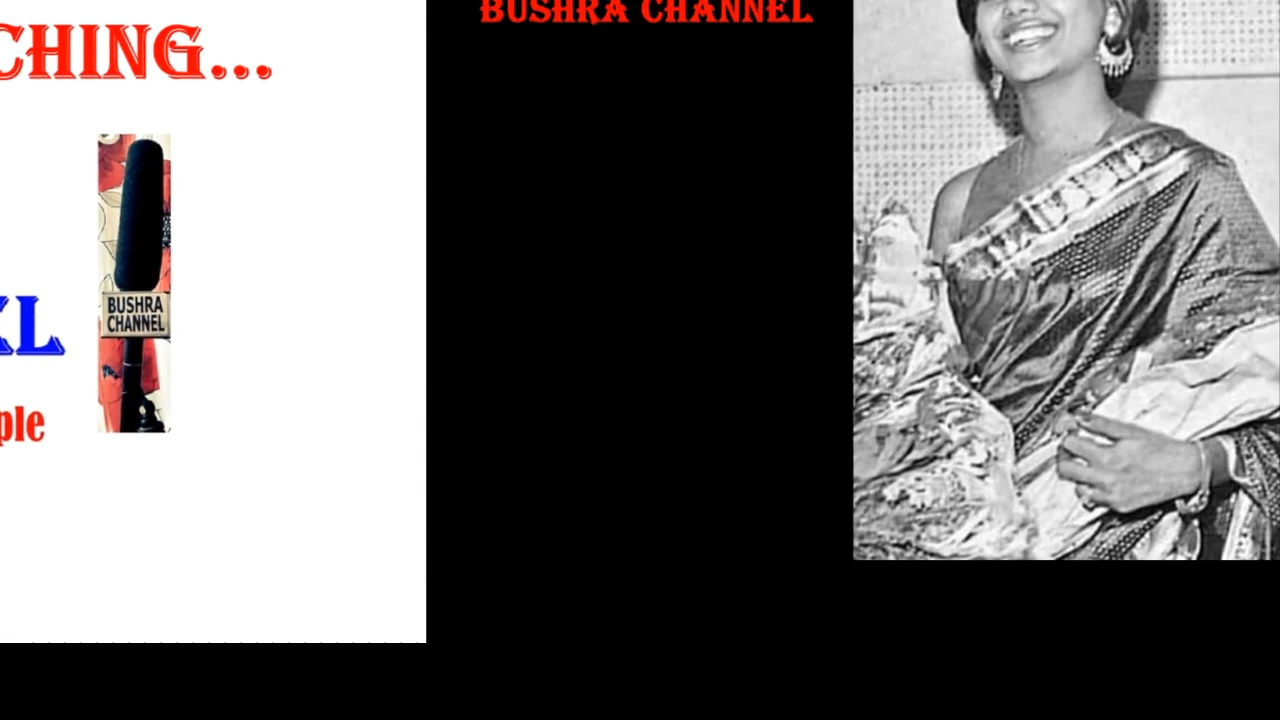 CHING...
BUSHRA CHANNEL
BUSHRA
CHANNEL
XL
ple